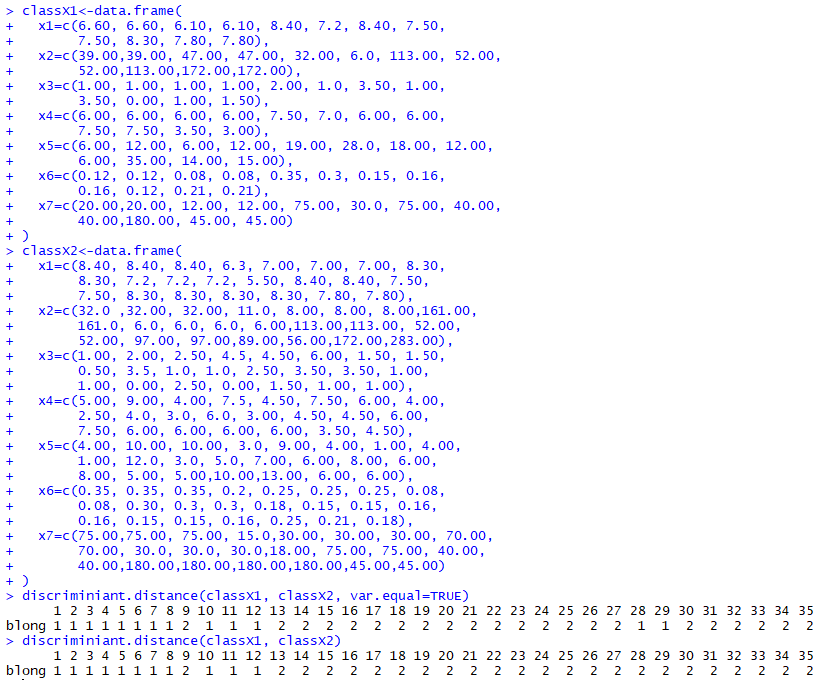 > classX1<-data.frame(
+   x1=c(6.60, 6.60, 6.10, 6.10, 8.40, 7.2, 8.40, 7.50,
+        7.50, 8.30, 7.80, 7.80),
+   x2=c(39.00,39.00, 47.00, 47.00, 32.00, 6.0, 113.00, 52.00,
+        52.00,113.00,172.00,172.00),
+   x3=c(1.00, 1.00, 1.00, 1.00, 2.00, 1.0, 3.50, 1.00,
+        3.50, 0.00, 1.00, 1.50),
+   x4=c(6.00, 6.00, 6.00, 6.00, 7.50, 7.0, 6.00, 6.00,
+        7.50, 7.50, 3.50, 3.00),
+   x5=c(6.00, 12.00, 6.00, 12.00, 19.00, 28.0, 18.00, 12.00,
+        6.00, 35.00, 14.00, 15.00),
+   x6=c(0.12, 0.12, 0.08, 0.08, 0.35, 0.3, 0.15, 0.16,
+        0.16, 0.12, 0.21, 0.21),
+   x7=c(20.00,20.00, 12.00, 12.00, 75.00, 30.0, 75.00, 40.00,
+        40.00,180.00, 45.00, 45.00)
+ )
> classX2<-data.frame(
+   x1=c(8.40, 8.40, 8.40, 6.3, 7.00, 7.00, 7.00, 8.30,
+        8.30, 7.2, 7.2, 7.2, 5.50, 8.40, 8.40, 7.50,
+        7.50, 8.30, 8.30, 8.30, 8.30, 7.80, 7.80),
+   x2=c(32.0 ,32.00, 32.00, 11.0, 8.00, 8.00, 8.00,161.00,
+        161.0, 6.0, 6.0, 6.0, 6.00,113.00,113.00, 52.00,
+        52.00, 97.00, 97.00,89.00,56.00,172.00,283.00),
+   x3=c(1.00, 2.00, 2.50, 4.5, 4.50, 6.00, 1.50, 1.50,
+        0.50, 3.5, 1.0, 1.0, 2.50, 3.50, 3.50, 1.00,
+        1.00, 0.00, 2.50, 0.00, 1.50, 1.00, 1.00),
+   x4=c(5.00, 9.00, 4.00, 7.5, 4.50, 7.50, 6.00, 4.00,
+        2.50, 4.0, 3.0, 6.0, 3.00, 4.50, 4.50, 6.00,
+        7.50, 6.00, 6.00, 6.00, 6.00, 3.50, 4.50),
+   x5=c(4.00, 10.00, 10.00, 3.0, 9.00, 4.00, 1.00, 4.00,
+        1.00, 12.0, 3.0, 5.0, 7.00, 6.00, 8.00, 6.00,
+        8.00, 5.00, 5.00,10.00,13.00, 6.00, 6.00),
+   x6=c(0.35, 0.35, 0.35, 0.2, 0.25, 0.25, 0.25, 0.08,
+        0.08, 0.30, 0.3, 0.3, 0.18, 0.15, 0.15, 0.16,
+        0.16, 0.15, 0.15, 0.16, 0.25, 0.21, 0.18),
+   x7=c(75.00,75.00, 75.00, 15.0,30.00, 30.00, 30.00, 70.00,
+        70.00, 30.0, 30.0, 30.0,18.00, 75.00, 75.00, 40.00,
+        40.00,180.00,180.00,180.00,180.00,45.00,45.00)
+ )
> discriminiant.distance(classX1, classX2, var.equal=TRUE)
      1 2 3 4 5 6 7 8 9 10 11 12 13 14 15 16 17 18 19 20 21 22 23 24 25 26 27 28 29 30 31 32 33 34 35
blong 1 1 1 1 1 1 1 1 2  1  1  2  2  2  2  2  2  2  2  2  2  2  2  2  2  2  2  1  1  2  2  2  2  2  2
> discriminiant.distance(classX1, classX2)
      1 2 3 4 5 6 7 8 9 10 11 12 13 14 15 16 17 18 19 20 21 22 23 24 25 26 27 28 29 30 31 32 33 34 35
blong 1 1 1 1 1 1 1 1 2  1  1  1  2  2  2  2  2  2  2  2  2  2  2  2  2  2  2  2  2  2  2  2  2  2  2